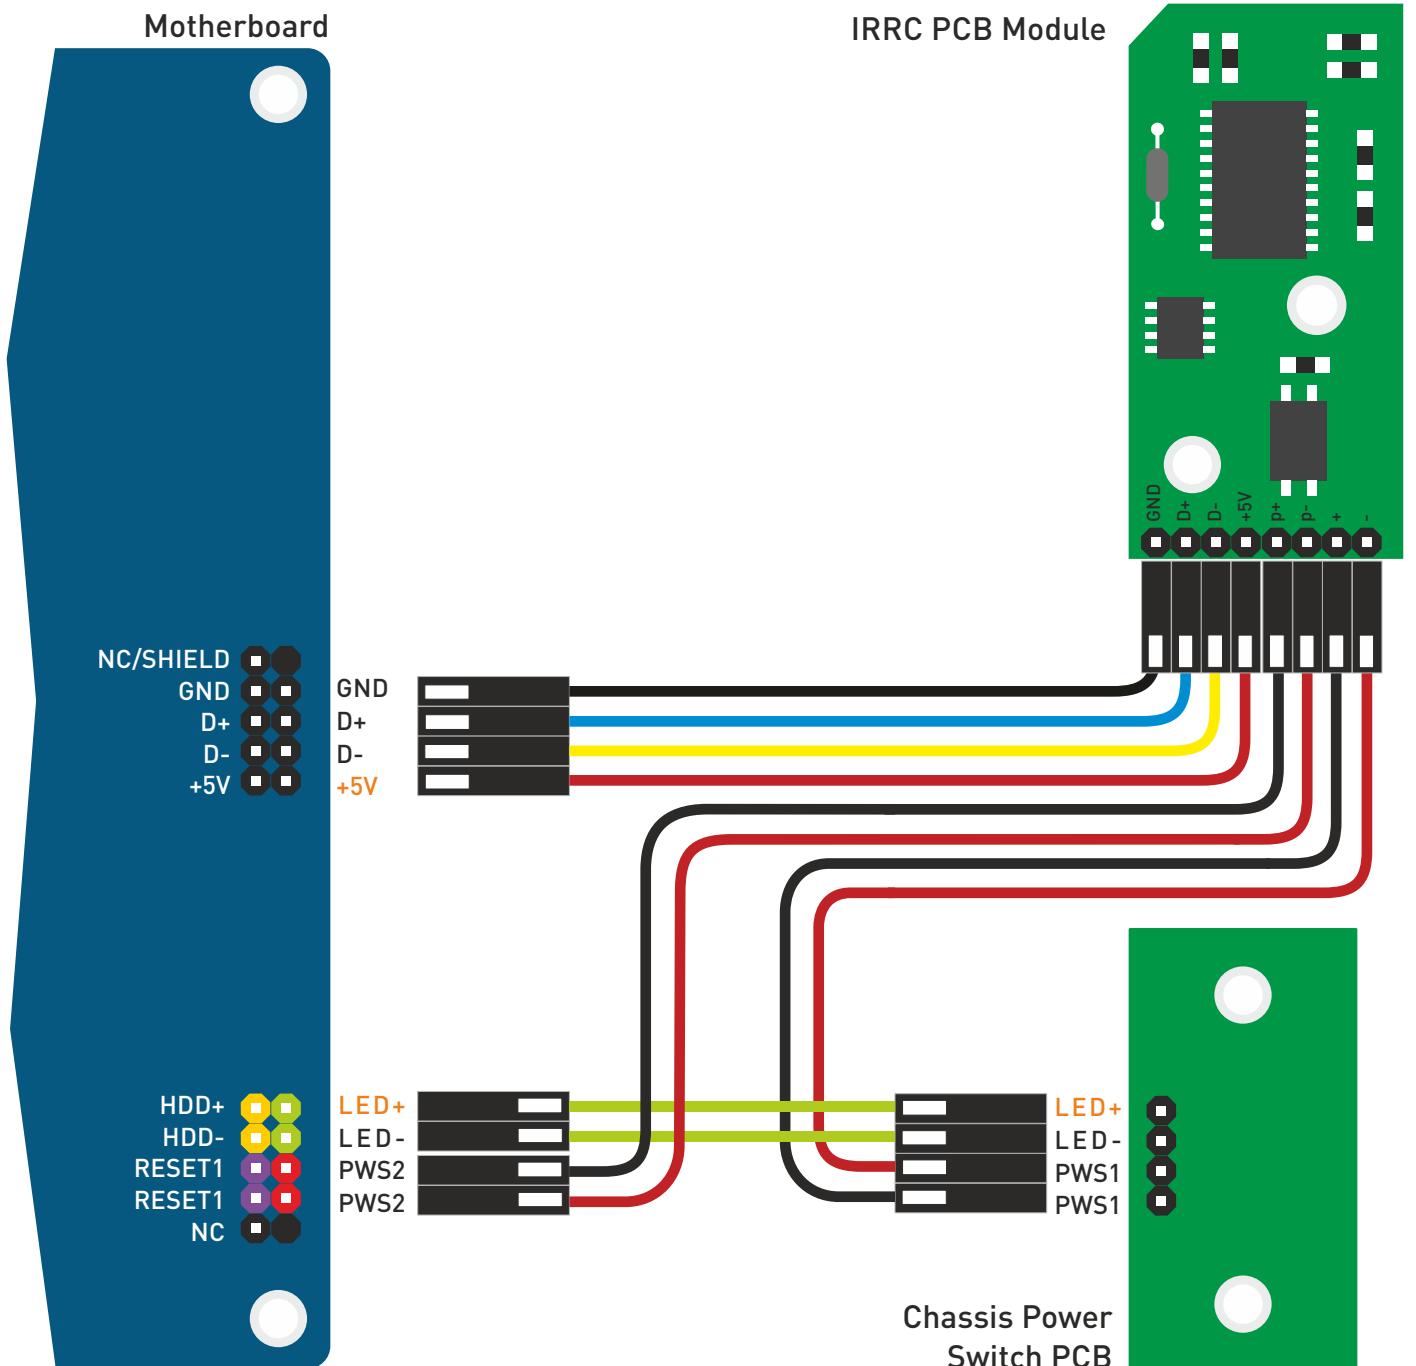 Motherboard
IRRC PCB Module
GND
D+
D-
+5V
p+
p-
+
-
NC/SHIELD
GND
D+
D-
+5V
GND
D+
D-
+5V
HDD+
HDD-
RESET1
RESET1
NC
LED+
LED-
PWS2
PWS2
LED+
LED-
PWS1
PWS1
Chassis Power
Switch PCB